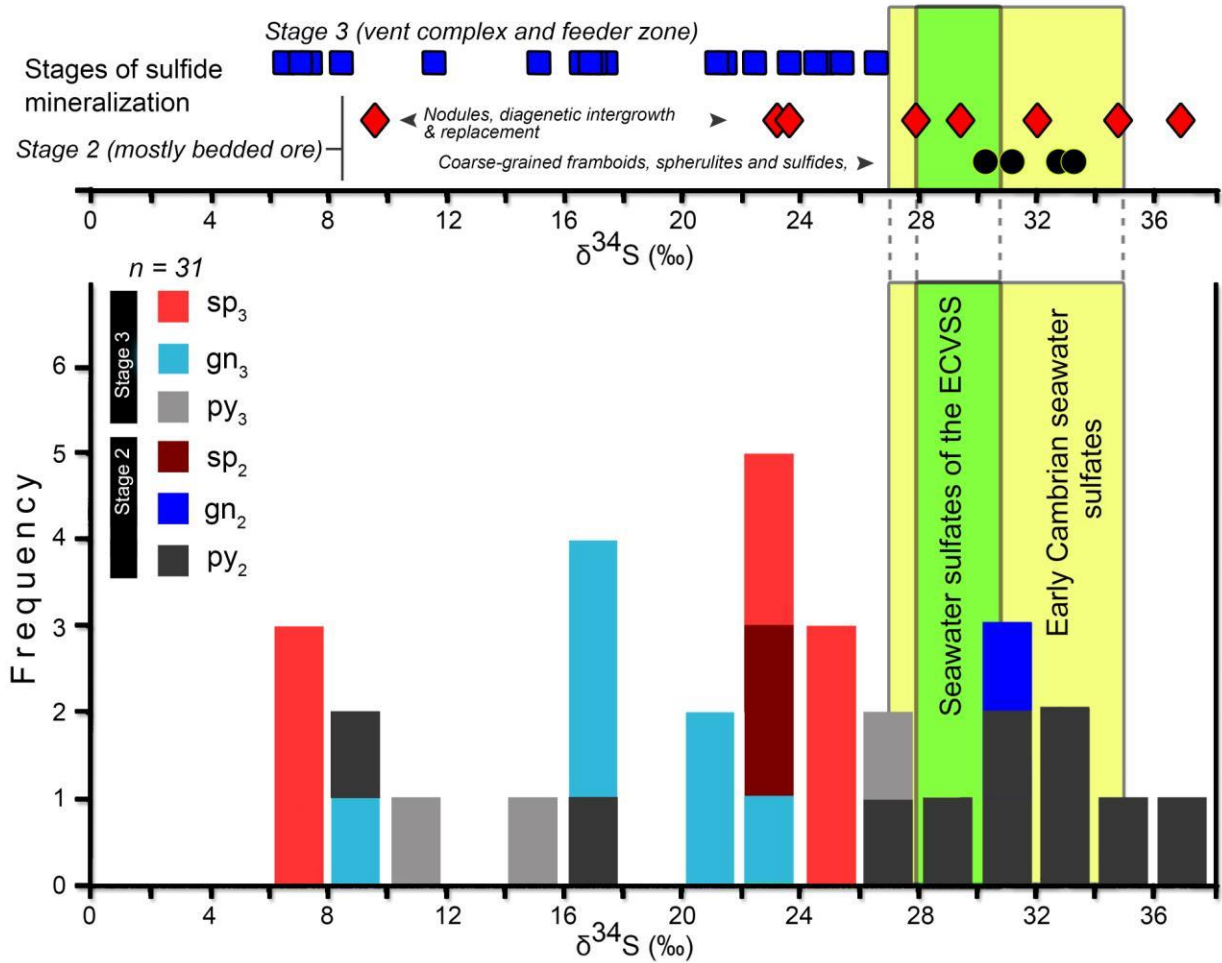 Stage 3 (vent complex and feeder zone)
Stages of sulfide
mineralization
Nodules, diagenetic intergrowth
& replacement
Stage 2 (mostly bedded ore)
Coarse-grained framboids, spherulites and sulfides,
0 4 8 12 16 20 24 28 32 36
δ³⁴S (‰)
n = 31
Stage 3
sp₃
gn₃
py₃
Stage 2
sp₂
gn₂
py₂
Seawater sulfates of the ECVSS
Early Cambrian seawater
sulfates
Frequency
6
5
4
3
2
1
0
0 4 8 12 16 20 24 28 32 36
δ³⁴S (‰)